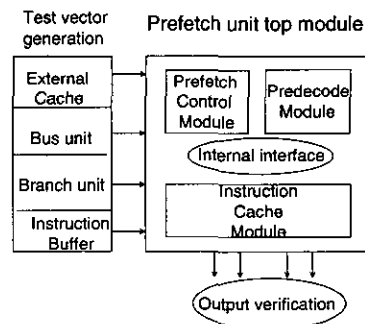 Test vector
generation
Prefetch unit top module
External
Cache
Bus unit
Branch unit
Instruction
Buffer
Prefetch
Control
Module
Predecode
Module
Internal interface
Instruction
Cache
Module
Output verification